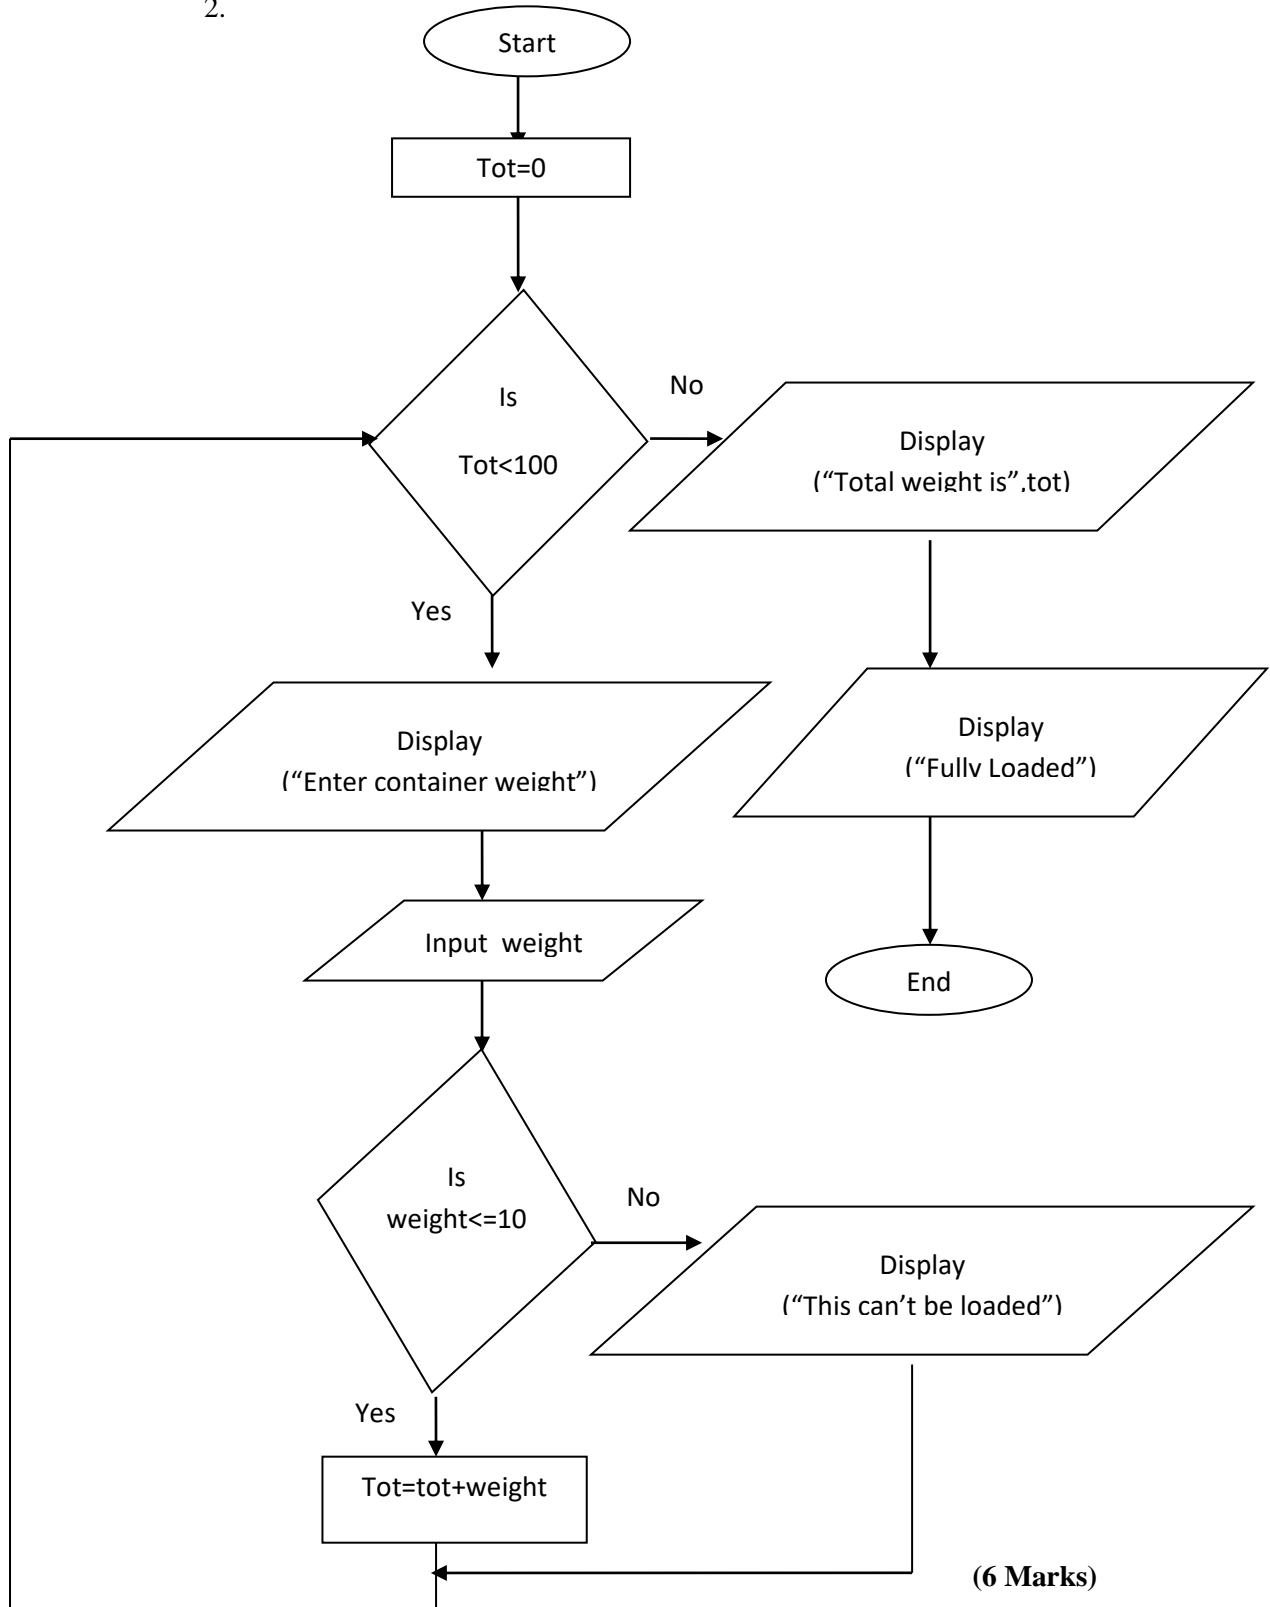 2.
Start
Tot=0
Is
Tot<100
No
Display
(“Total weight is”,tot)
Yes
Display
(“Enter container weight”)
Display
(“Fully Loaded”)
Input  weight
End
Is
weight<=10
No
Display
(“This can’t be loaded”)
Yes
Tot=tot+weight
(6 Marks)